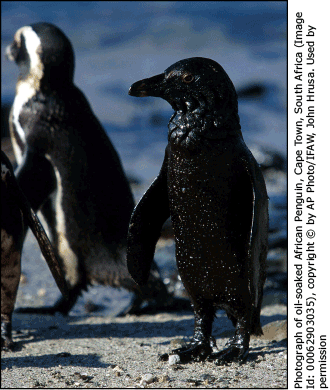 Photograph of oil-soaked African Penguin, Cape Town, South Africa (Image
id: 00062903035), copyright © by AP Photo/IFAW, John Hrusa. Used by
permission